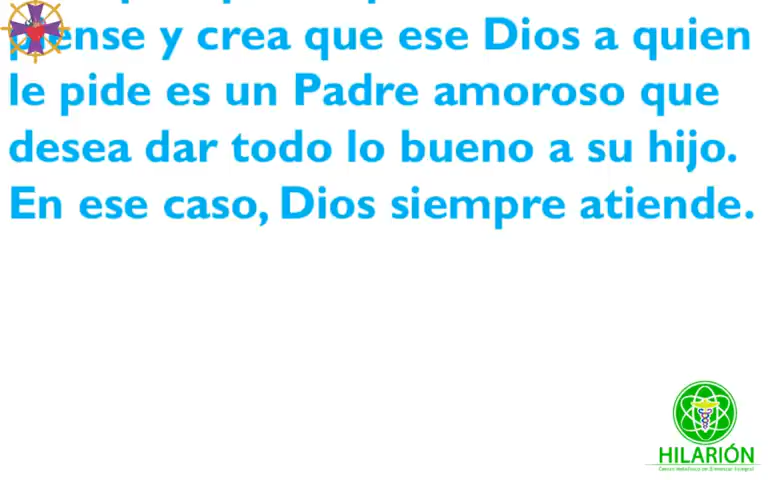 pense y crea que ese Dios a quien
le pide es un Padre amoroso que
desea dar todo lo bueno a su hijo.
En ese caso, Dios siempre atiende.
HILARIÓN